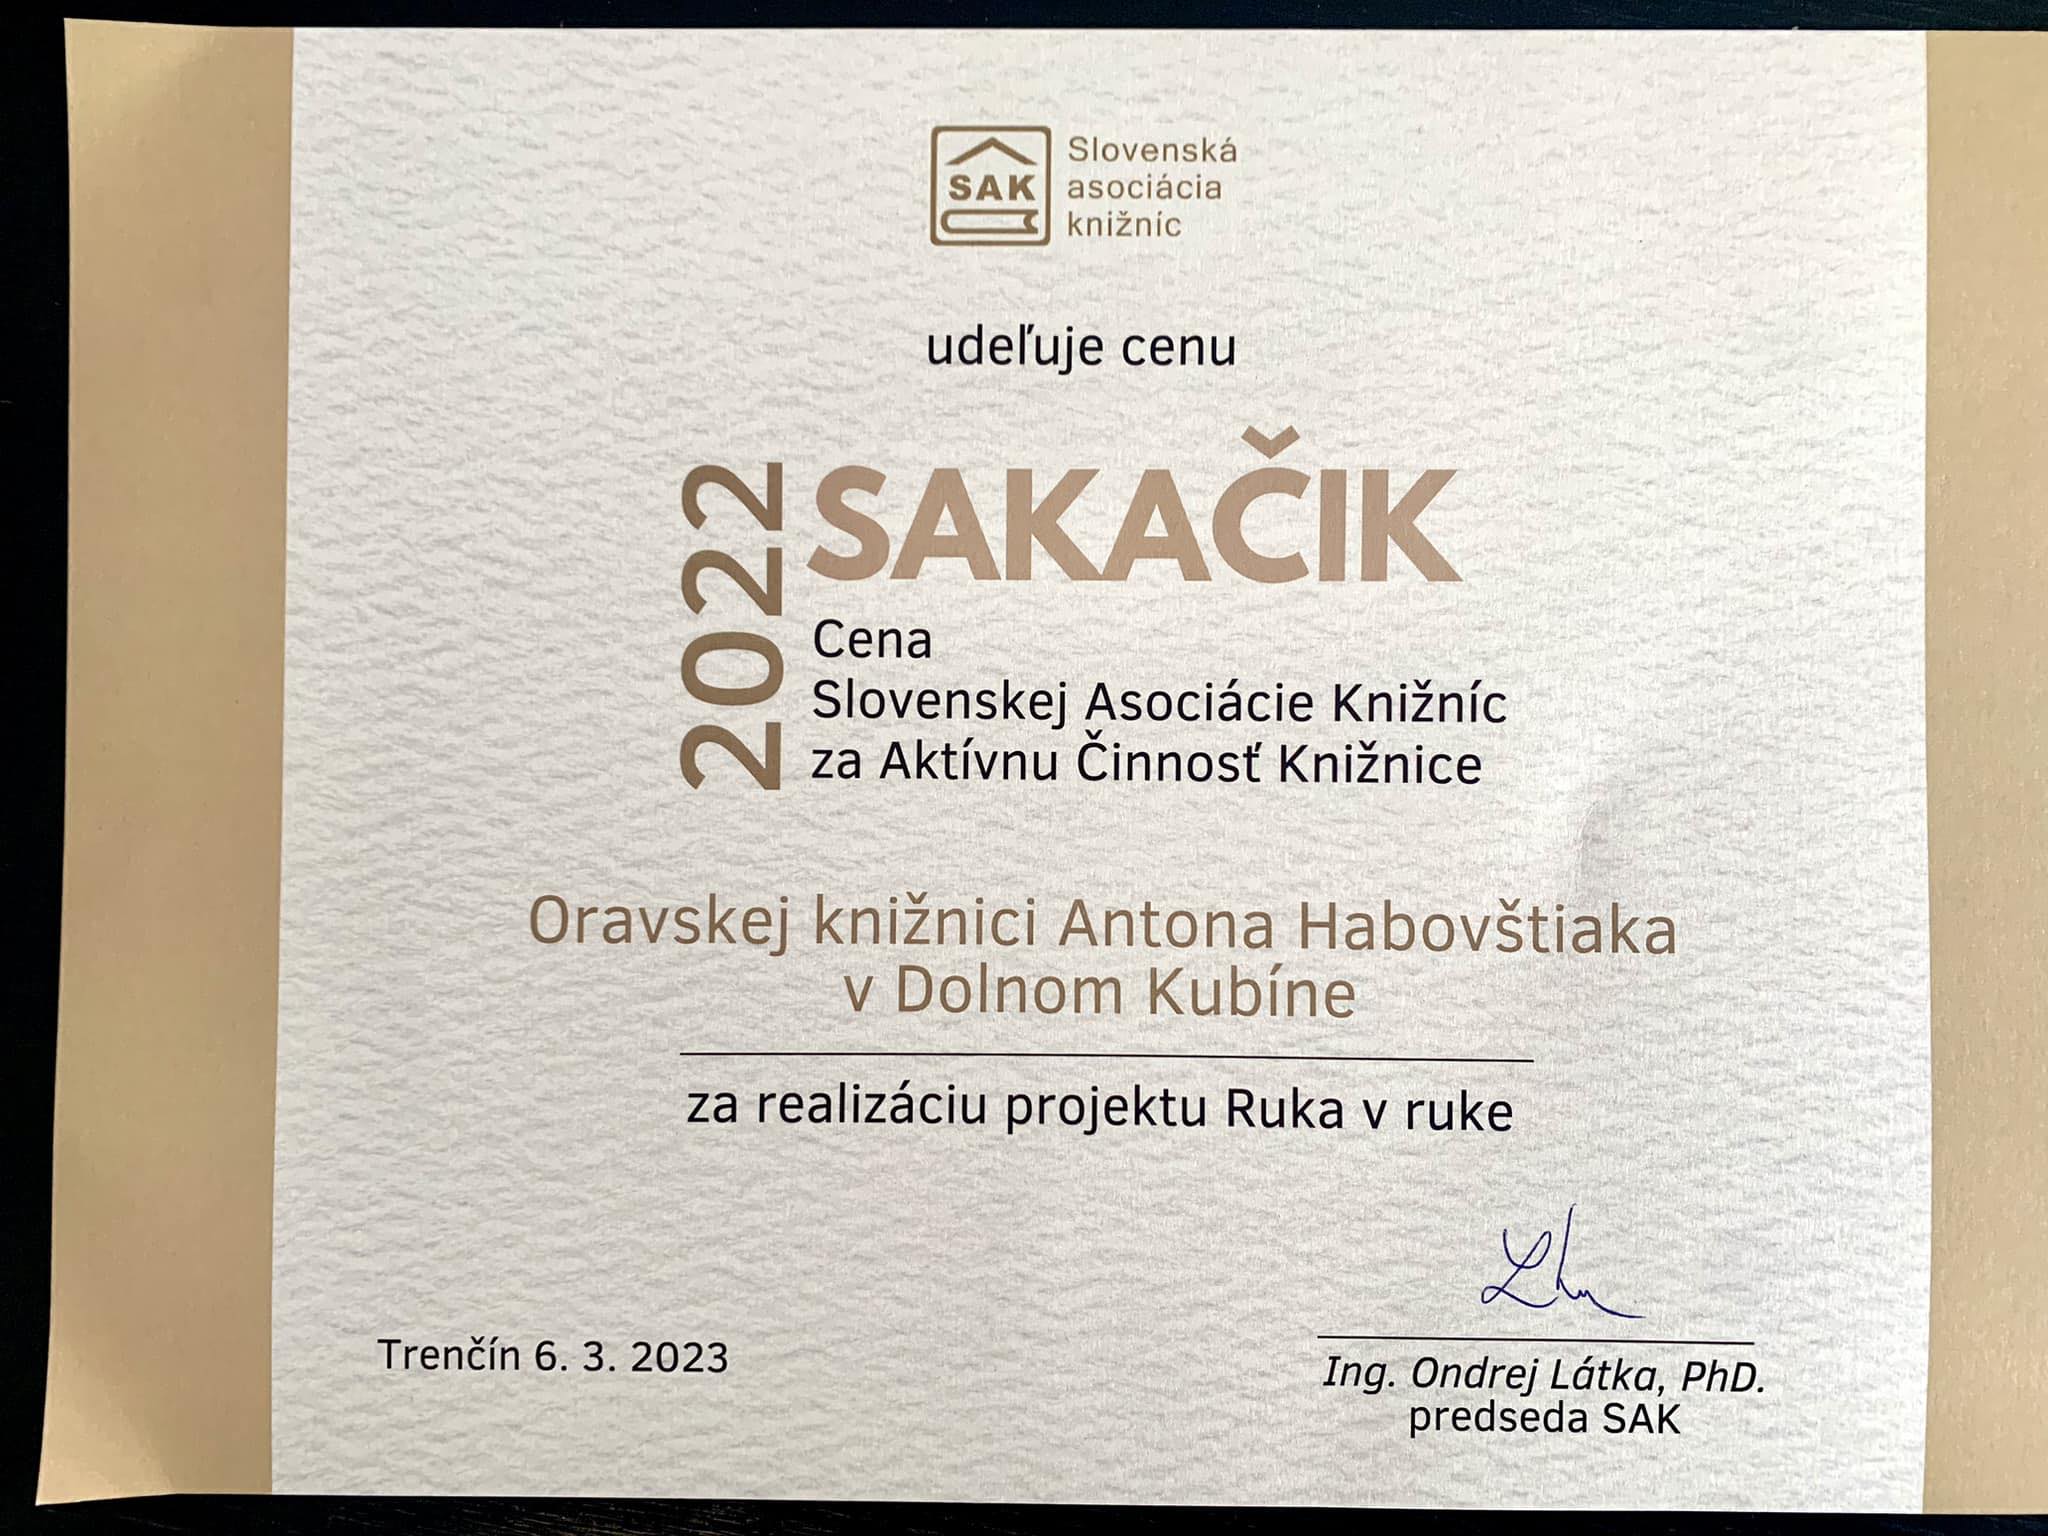 SAK
Slovenská
asociácia
knižníc
udeľuje cenu
2022
SAKAČIK
Cena
Slovenskej Asociácie Knižníc
za Aktívnu Činnosť Knižnice
Oravskej knižnici Antona Habovštiaka
v Dolnom Kubíne
za realizáciu projektu Ruka v ruke
Trenčín 6. 3. 2023
Ing. Ondrej Látka, PhD.
predseda SAK